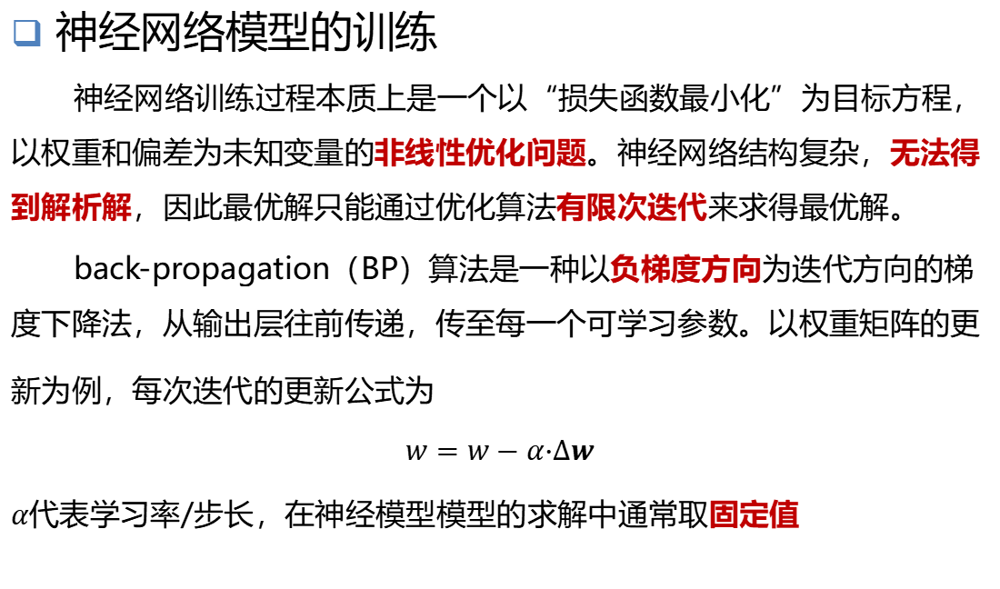 神经网络模型的训练
神经网络训练过程本质上是一个以“损失函数最小化”为目标方程，
以权重和偏差为未知变量的非线性优化问题。神经网络结构复杂，无法得
到解析解，因此最优解只能通过优化算法有限次迭代来求得最优解。
back-propagation（BP）算法是一种以负梯度方向为迭代方向的梯
度下降法，从输出层往前传递，传至每一个可学习参数。以权重矩阵的更
新为例，每次迭代的更新公式为
w = w − α·Δw
α代表学习率/步长，在神经模型模型的求解中通常取固定值